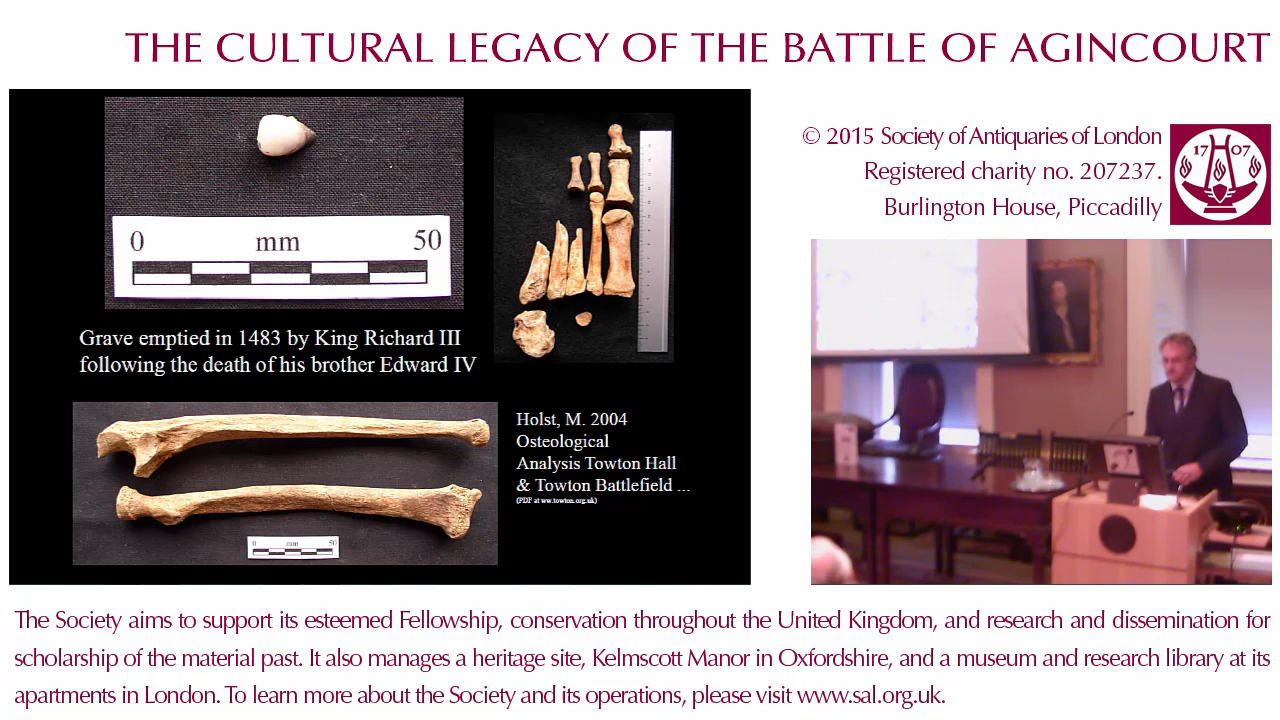 THE CULTURAL LEGACY OF THE BATTLE OF AGINCOURT
© 2015 Society of Antiquaries of London
Registered charity no. 207237.
Burlington House, Piccadilly
17 07
0 mm 50
Grave emptied in 1483 by King Richard III
following the death of his brother Edward IV
Holst, M. 2004
Osteological
Analysis Towton Hall
& Towton Battlefield ...
(PDF at ww.towton.org.uk)
0 mm 50
The Society aims to support its esteemed Fellowship, conservation throughout the United Kingdom, and research and dissemination for
scholarship of the material past. It also manages a heritage site, Kelmscott Manor in Oxfordshire, and a museum and research library at its
apartments in London. To learn more about the Society and its operations, please visit www.sal.org.uk.